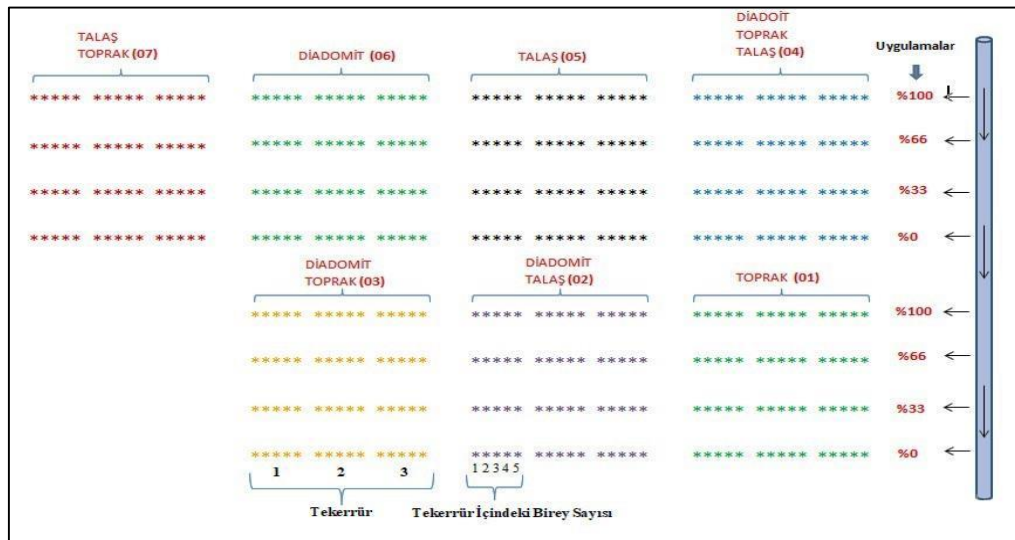 TALAŞ
TOPRAK (07)
DİADOMİT (06)
TALAŞ (05)
DİADOİT
TOPRAK
TALAŞ (04)
Uygulamalar
***** ***** ***** ***** ***** ***** ***** ***** ***** ***** ***** ***** %100
***** ***** ***** ***** ***** ***** ***** ***** ***** ***** ***** ***** %66
***** ***** ***** ***** ***** ***** ***** ***** ***** ***** ***** ***** %33
***** ***** ***** ***** ***** ***** ***** ***** ***** ***** ***** ***** %0
DİADOMİT
TOPRAK (03)
DİADOMİT
TALAŞ (02)
TOPRAK (01)
***** ***** ***** ***** ***** ***** ***** ***** ***** %100
***** ***** ***** ***** ***** ***** ***** ***** ***** %66
***** ***** ***** ***** ***** ***** ***** ***** ***** %33
***** ***** ***** ***** ***** ***** ***** ***** ***** %0
1 2 3
1 2 3 4 5
Tekerrür
Tekerrür İçindeki Birey Sayısı